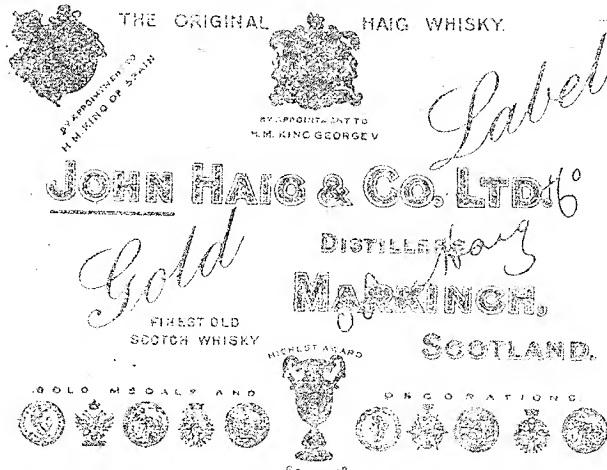 THE ORIGINAL HAIG WHISKY.
BY APPOINTMENT TO
H.M. KING OF SPAIN
BY APPOINTMENT TO
H.M. KING GEORGE V
Label
JOHN HAIG & CO. LTD.
Gold
DISTILLERS
MARKINCH,
SCOTLAND.
FINEST OLD
SCOTCH WHISKY
HIGHEST AWARD
GOLD MEDALS AND DECORATIONS.